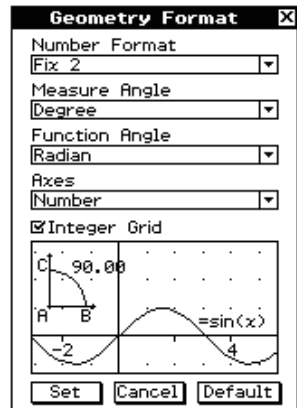 Geometry Format
Number Format
Fix 2
Measure Angle
Degree
Function Angle
Radian
Axes
Number
Integer Grid
C 90.00
A B
=sin(x)
-2 4
Set Cancel Default